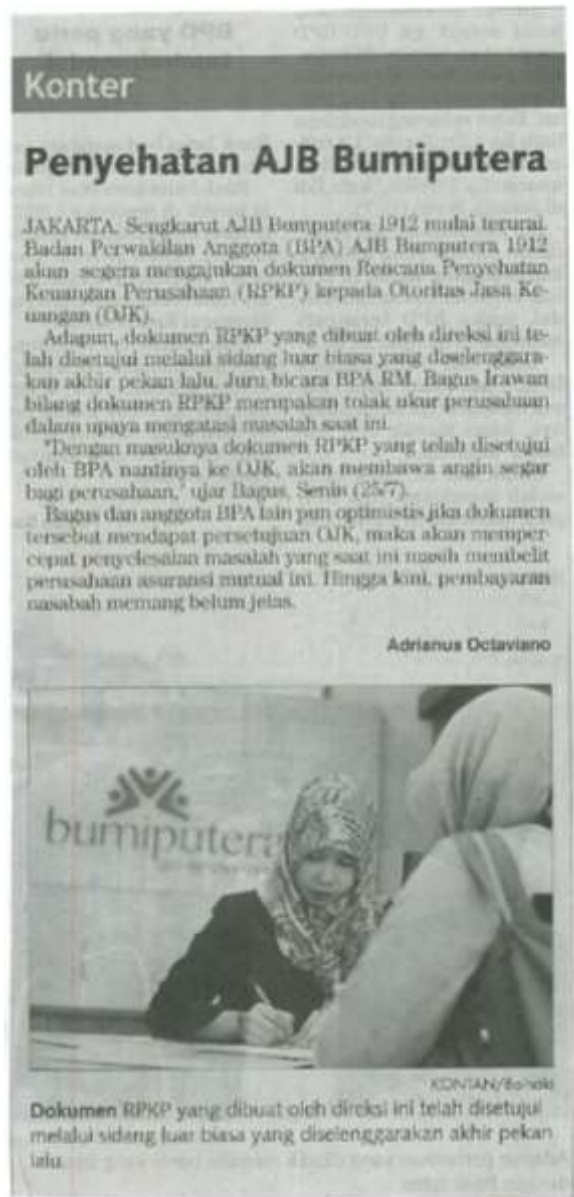 Konter
Penyehatan AJB Bumiputera
JAKARTA. Sengkarut AJB Bumputera 1912 mulai terurai.
Badan Perwakilan Anggota (BPA) AJB Bumputera 1912
akan segera mengajukan dokumen Rencana Penyehatan
Keuangan Perusahaan (RPKP) kepada Otoritas Jasa Ke-
uangan (OJK).
Adapun, dokumen RPKP yang dibuat oleh direksi ini te-
lah disetujui melalui sidang luar biasa yang diselenggara-
kan akhir pekan lalu. Juru bicara BPA RM. Bagus Irawan
bilang dokumen RPKP merupakan tolak ukur perusahaan
dalam upaya mengatasi masalah saat ini.
"Dengan masuknya dokumen RPKP yang telah disetujui
oleh BPA nantinya ke OJK, akan membawa angin segar
bagi perusahaan," ujar Bagus, Senin (25/7).
Bagus dan anggota BPA lain pun optimistis jika dokumen
tersebut mendapat persetujuan OJK, maka akan memper-
cepat penyelesaian masalah yang saat ini masih membelit
perusahaan asuransi mutual ini. Hingga kini, pembayaran
nasabah memang belum jelas.
Adrianus Octaviano
bumiputera
KONTAN/Baihaki
Dokumen RPKP yang dibuat oleh direksi ini telah disetujui
melalui sidang luar biasa yang diselenggarakan akhir pekan
lalu.